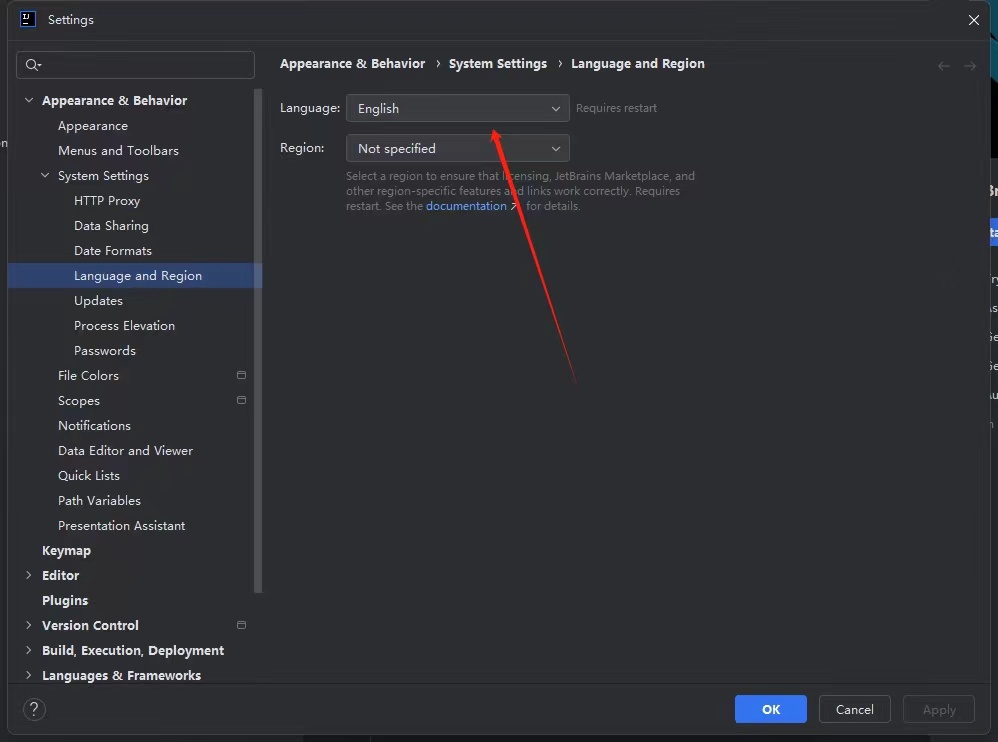 Settings
Appearance & Behavior
Appearance
Menus and Toolbars
System Settings
HTTP Proxy
Data Sharing
Date Formats
Language and Region
Updates
Process Elevation
Passwords
File Colors
Scopes
Notifications
Data Editor and Viewer
Quick Lists
Path Variables
Presentation Assistant
Keymap
Editor
Plugins
Version Control
Build, Execution, Deployment
Languages & Frameworks
Appearance & Behavior › System Settings › Language and Region
Language: English Requires restart
Region: Not specified
Select a region to ensure that licensing, JetBrains Marketplace, and
other region-specific features and links work correctly. Requires
restart. See the documentation ↗ for details.
?
OK Cancel Apply